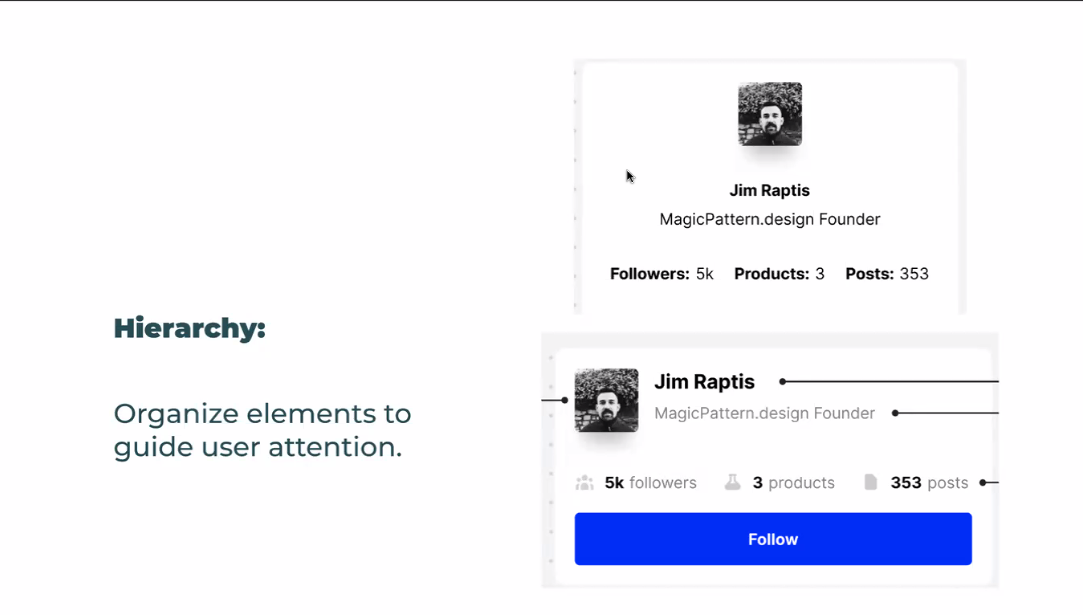 Hierarchy:
Organize elements to
guide user attention.
Jim Raptis
MagicPattern.design Founder
Followers: 5k Products: 3 Posts: 353
Jim Raptis
MagicPattern.design Founder
5k followers 3 products 353 posts
Follow